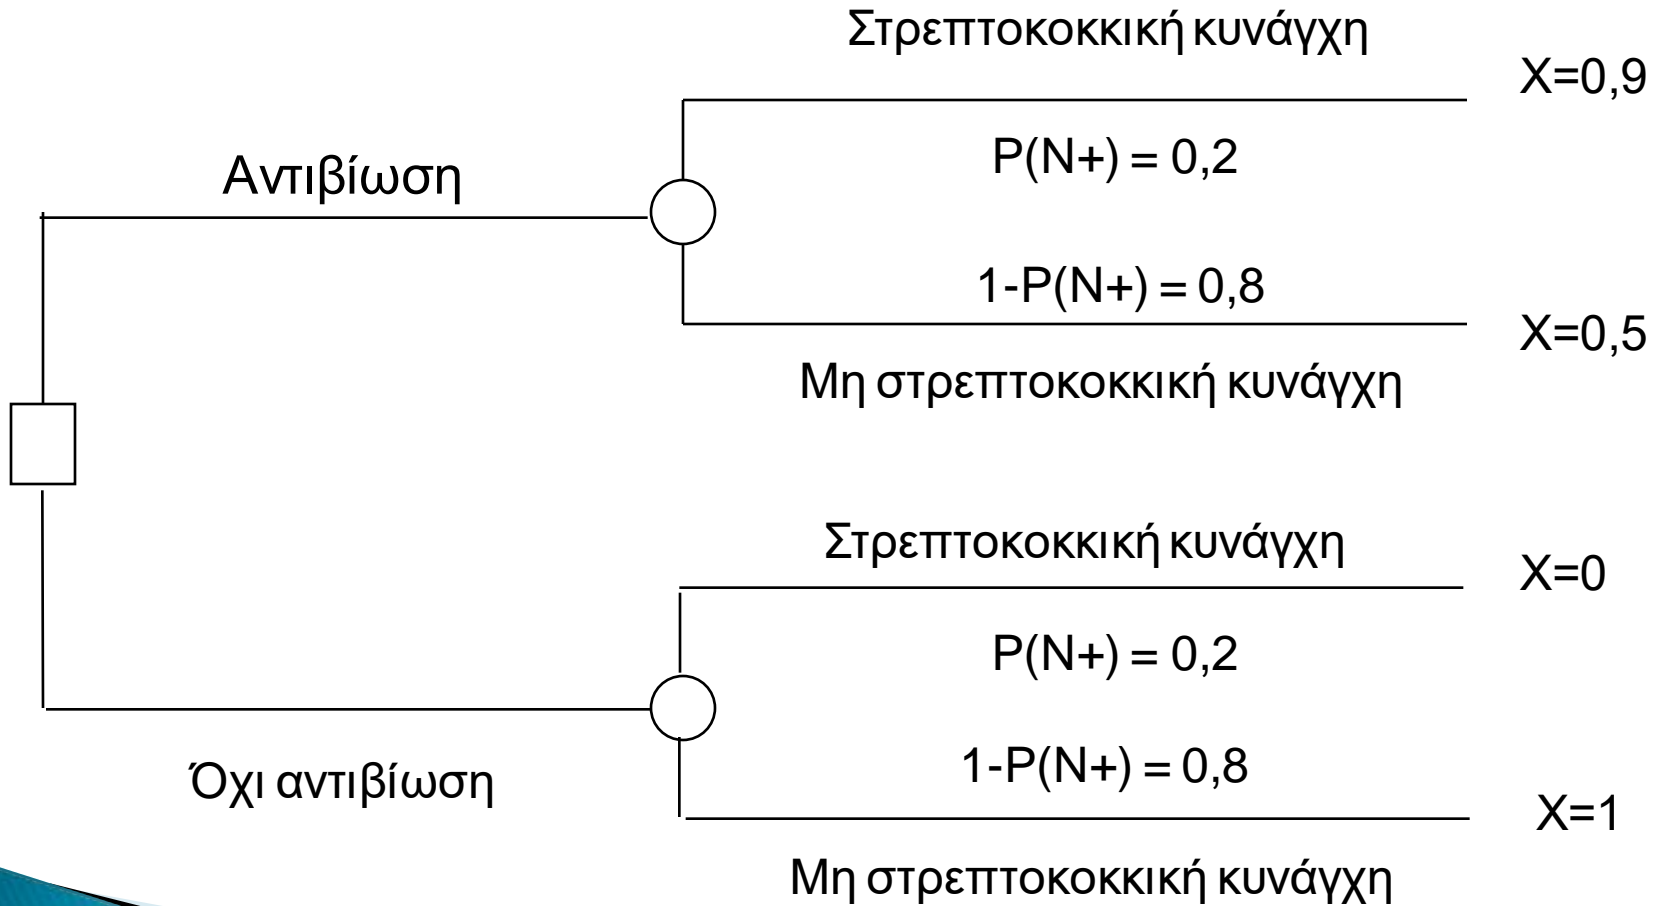 Στρεπτοκοκκική κυνάγχη
Χ=0,9
Αντιβίωση
P(N+) = 0,2
1-P(N+) = 0,8
Χ=0,5
Μη στρεπτοκοκκική κυνάγχη
Στρεπτοκοκκική κυνάγχη
Χ=0
P(N+) = 0,2
Όχι αντιβίωση
1-P(N+) = 0,8
Χ=1
Μη στρεπτοκοκκική κυνάγχη